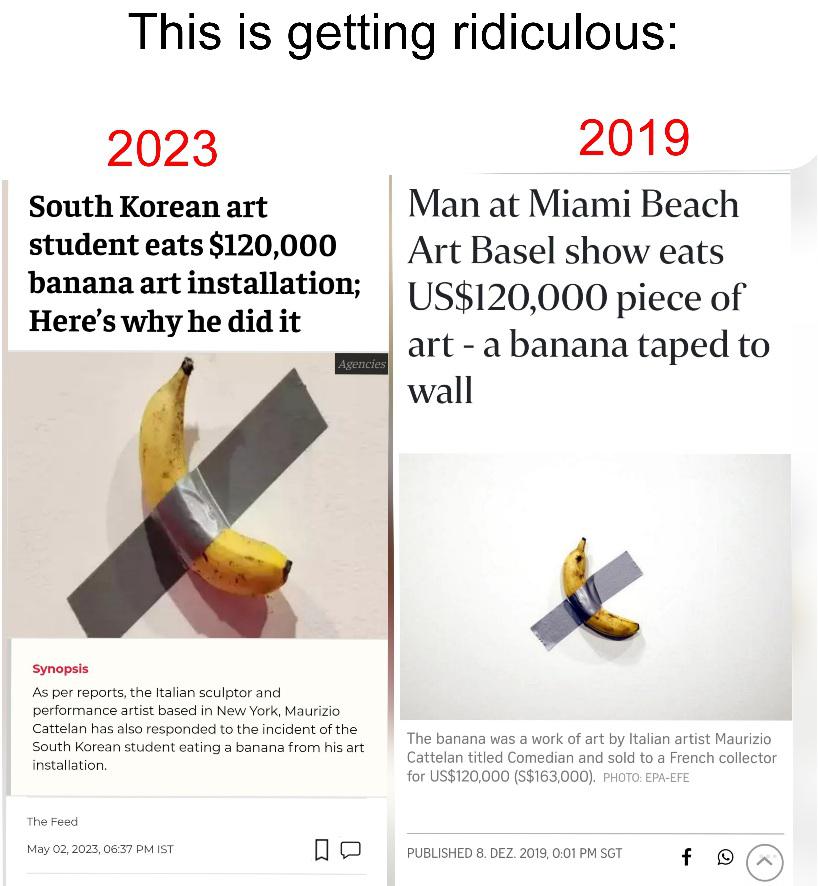 This is getting ridiculous:
2023
South Korean art
student eats $120,000
banana art installation;
Here's why he did it
Agencies
Synopsis
As per reports, the Italian sculptor and
performance artist based in New York, Maurizio
Cattelan has also responded to the incident of the
South Korean student eating a banana from his art
installation.
The Feed
May 02, 2023, 06:37 PM IST
2019
Man at Miami Beach
Art Basel show eats
US$120,000 piece of
art - a banana taped to
wall
The banana was a work of art by Italian artist Maurizio
Cattelan titled Comedian and sold to a French collector
for US$120,000 (S$163,000). PHOTO: EPA-EFE
PUBLISHED 8. DEZ. 2019, 0:01 PM SGT